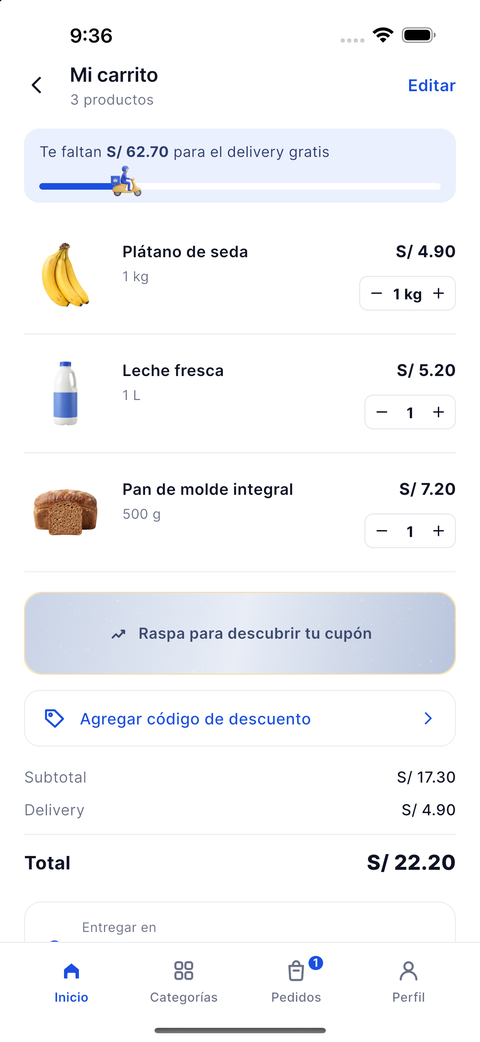 9:36
Mi carrito
3 productos
Editar
Te faltan S/ 62.70 para el delivery gratis
Plátano de seda
S/ 4.90
1 kg
− 1 kg +
Leche fresca
S/ 5.20
1 L
− 1 +
Pan de molde integral
S/ 7.20
500 g
− 1 +
Raspa para descubrir tu cupón
Agregar código de descuento
Subtotal
S/ 17.30
Delivery
S/ 4.90
Total
S/ 22.20
Entregar en
1
Inicio
Categorías
Pedidos
Perfil